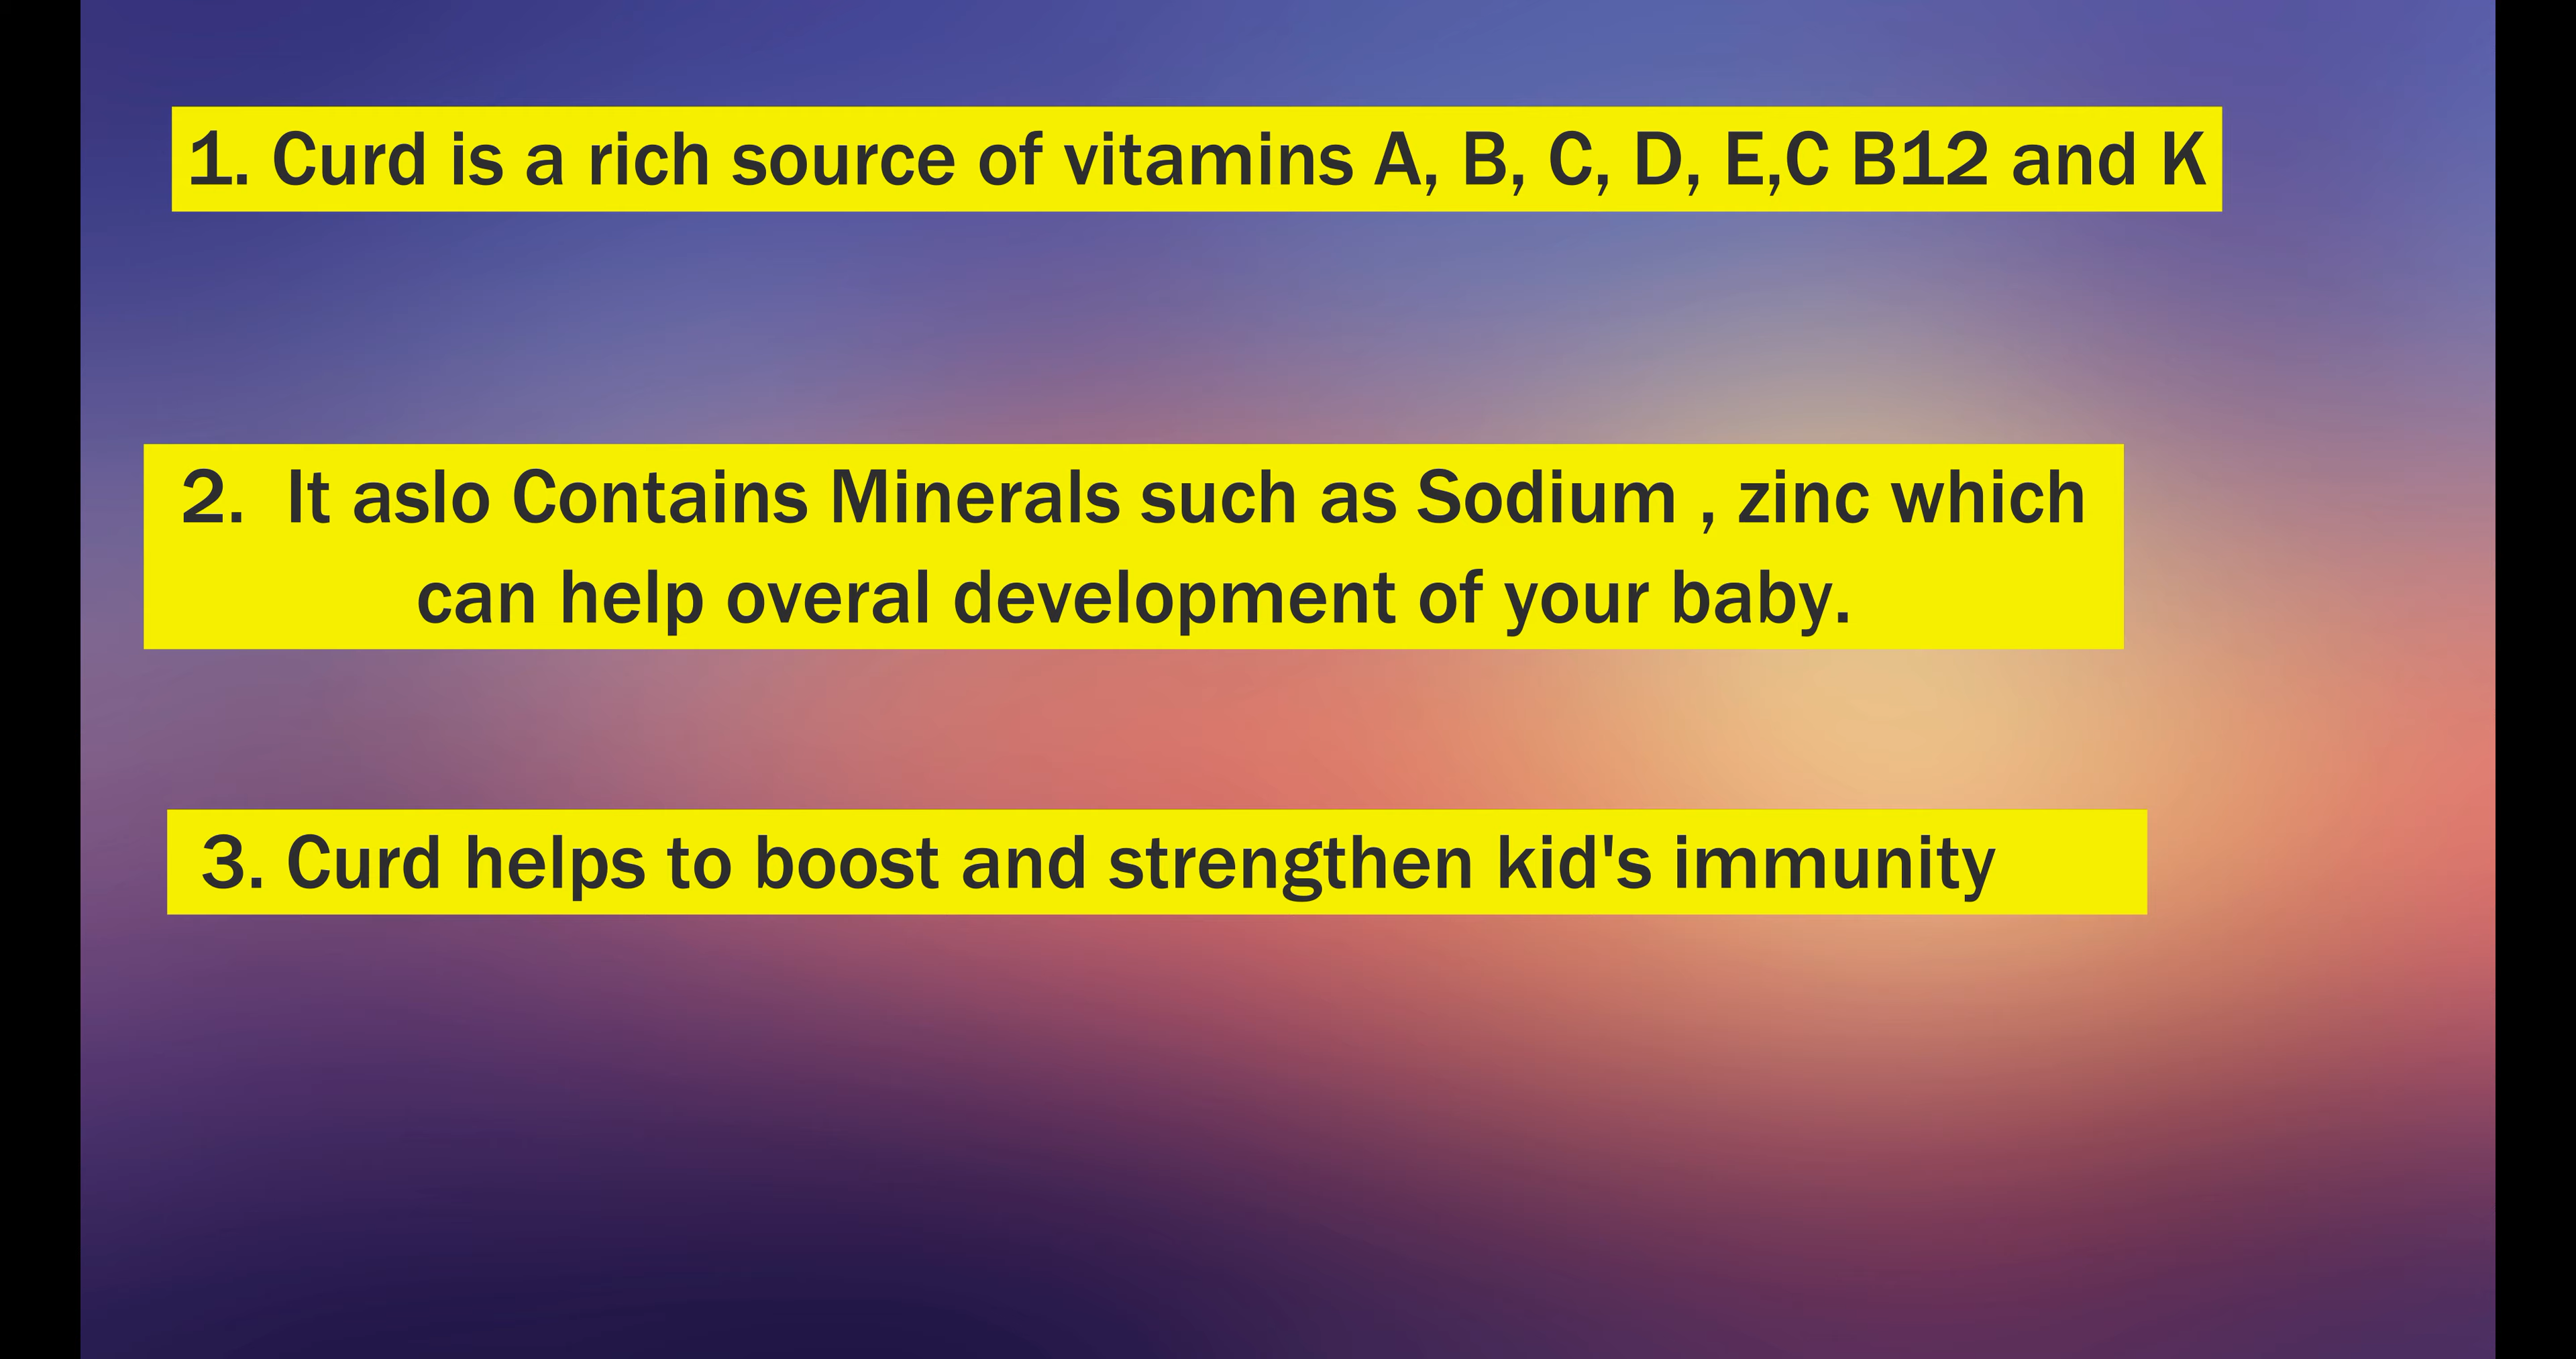 1. Curd is a rich source of vitamins A, B, C, D, E,C B12 and K
2. It aslo Contains Minerals such as Sodium , zinc which
can help overal development of your baby.
3. Curd helps to boost and strengthen kid's immunity